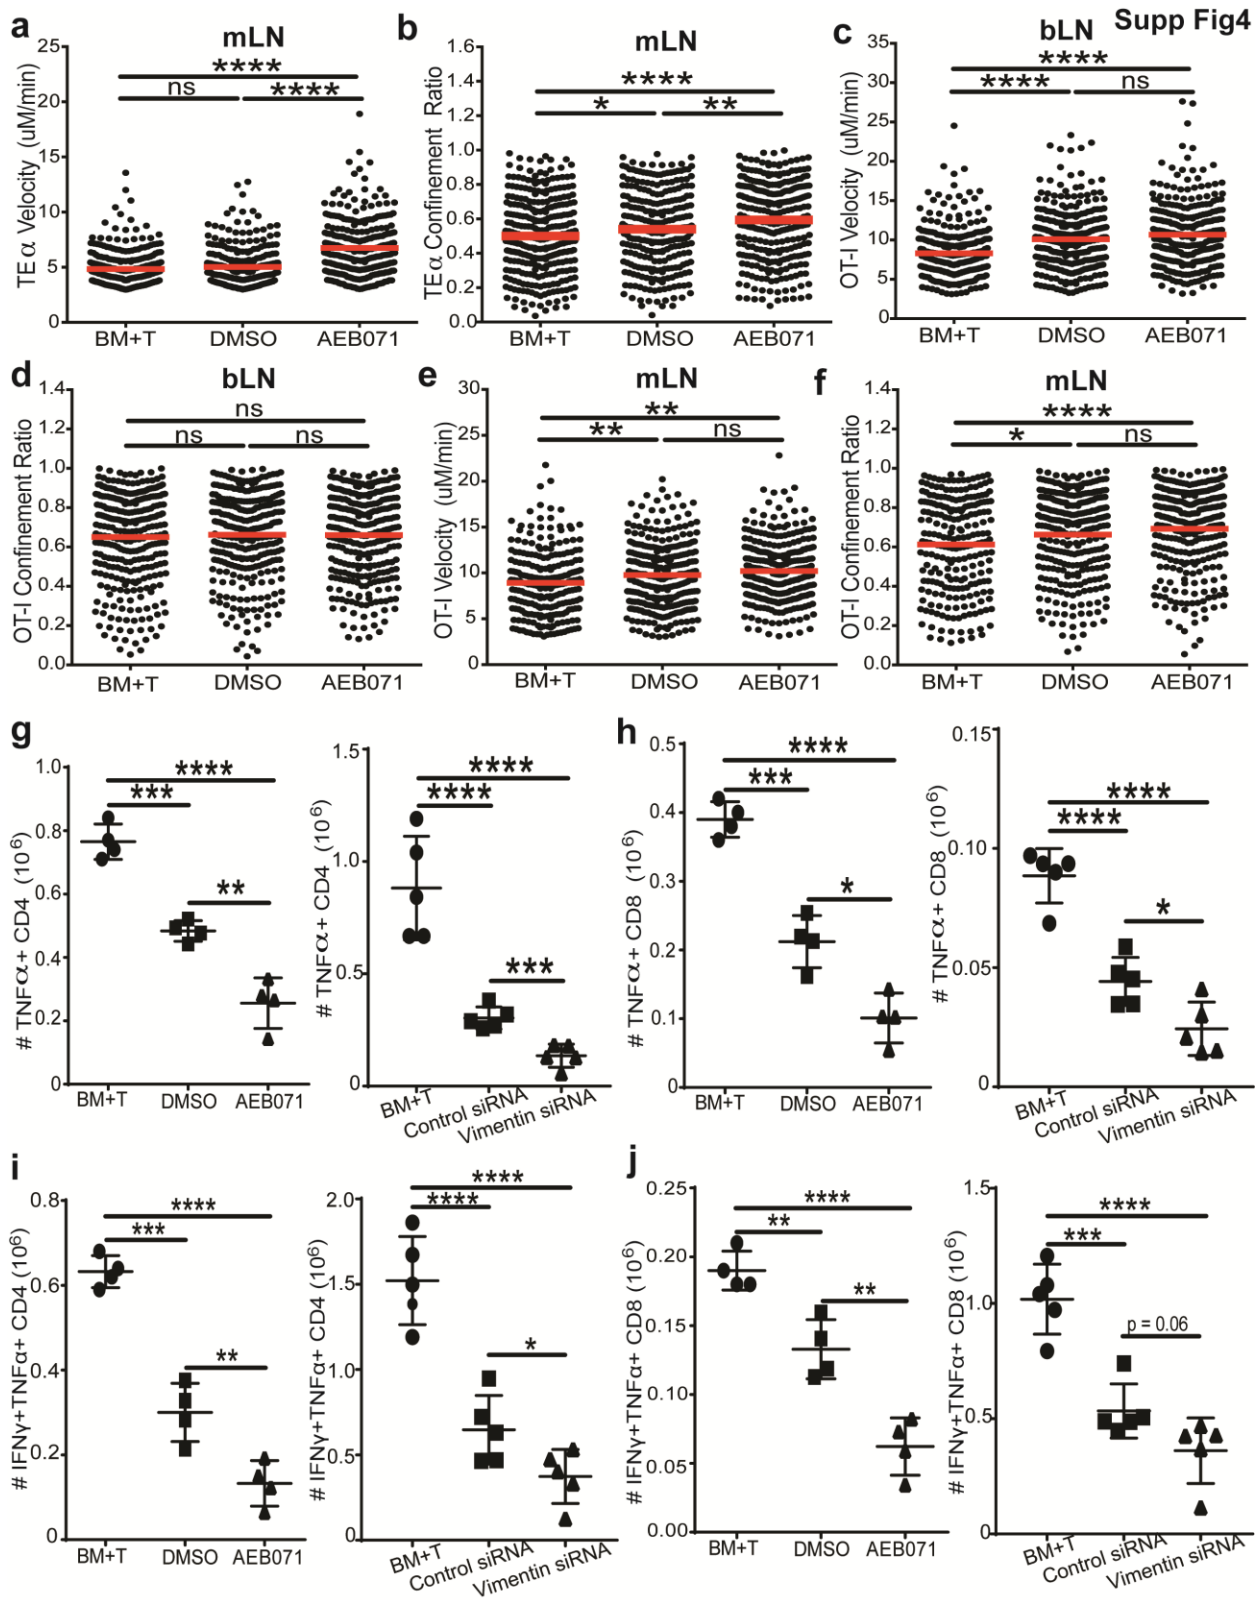 Supp Fig4
a
mLN
TEα Velocity (uM/min)
25
20
15
10
5
0
****
ns
****
BM+T
DMSO
AEB071
b
mLN
TEα Confinement Ratio
1.6
1.4
1.2
1.0
0.8
0.6
0.4
0.2
0.0
****
*
**
BM+T
DMSO
AEB071
c
bLN
OT-I Velocity (uM/min)
35
30
25
20
15
10
5
0
****
****
ns
BM+T
DMSO
AEB071
d
bLN
OT-I Confinement Ratio
1.4
1.2
1.0
0.8
0.6
0.4
0.2
0.0
ns
ns
ns
BM+T
DMSO
AEB071
e
mLN
OT-I Velocity (uM/min)
30
25
20
15
10
5
0
**
**
ns
BM+T
DMSO
AEB071
f
mLN
OT-I Confinement Ratio
1.4
1.2
1.0
0.8
0.6
0.4
0.2
0.0
****
*
ns
BM+T
DMSO
AEB071
g
# TNFα+ CD4 (10⁶)
1.0
0.8
0.6
0.4
0.2
0
****
***
**
BM+T
DMSO
AEB071
# TNFα+ CD4 (10⁶)
1.5
1.0
0.5
0
****
****
***
BM+T
Control siRNA
Vimentin siRNA
h
# TNFα+ CD8 (10⁶)
0.5
0.4
0.3
0.2
0.1
0
****
***
*
BM+T
DMSO
AEB071
# TNFα+ CD8 (10⁶)
0.15
0.10
0.05
0
****
****
*
BM+T
Control siRNA
Vimentin siRNA
i
# IFNγ+TNFα+ CD4 (10⁶)
0.8
0.6
0.4
0.2
0
****
***
**
BM+T
DMSO
AEB071
# IFNγ+TNFα+ CD4 (10⁶)
2.0
1.5
1.0
0.5
0
****
****
*
BM+T
Control siRNA
Vimentin siRNA
j
# IFNγ+TNFα+ CD8 (10⁶)
0.25
0.20
0.15
0.10
0.05
0.00
****
**
**
BM+T
DMSO
AEB071
# IFNγ+TNFα+ CD8 (10⁶)
1.5
1.0
0.5
0
****
***
p = 0.06
BM+T
Control siRNA
Vimentin siRNA